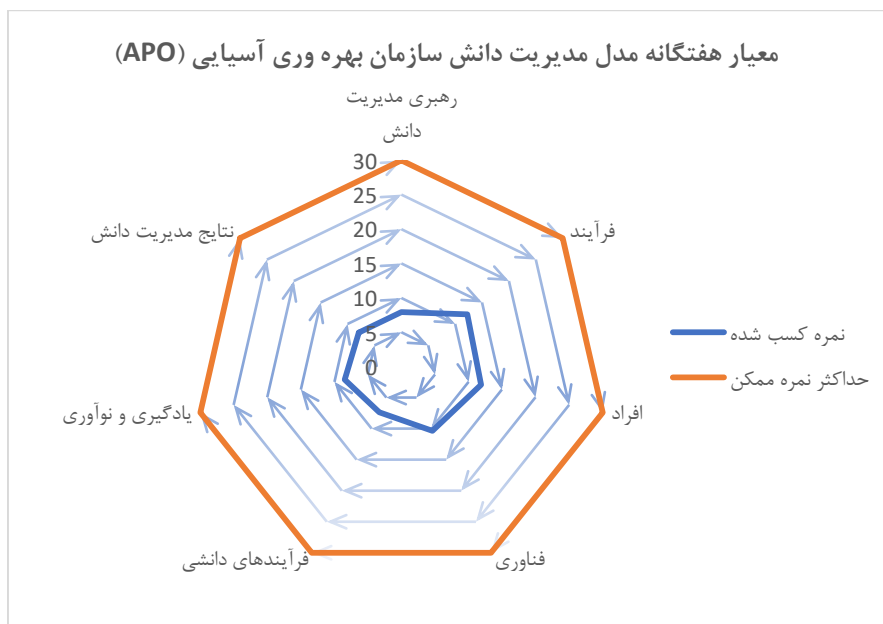 معیار هفتگانه مدل مدیریت دانش سازمان بهره وری آسیایی (APO)
رهبری مدیریت
دانش
30
25
20
15
10
5
0
فرآیند
افراد
فناوری
فرآیندهای دانشی
یادگیری و نوآوری
نتایج مدیریت دانش
نمره کسب شده
حداکثر نمره ممکن